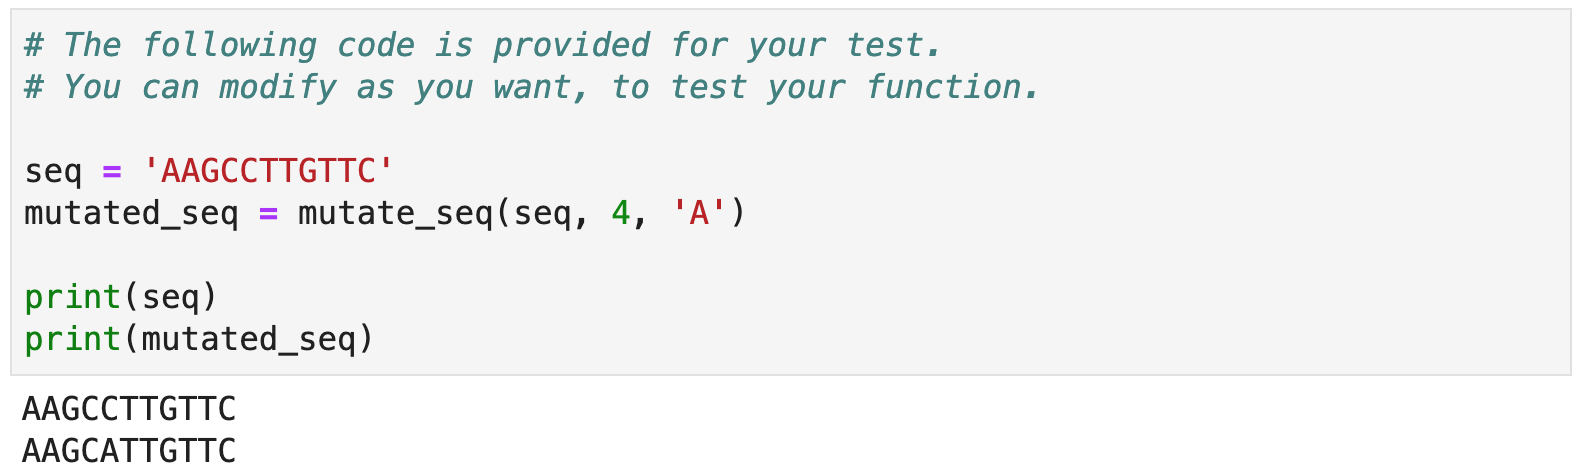 # The following code is provided for your test.
# You can modify as you want, to test your function.
seq = 'AAGCCTTGTTC'
mutated_seq = mutate_seq(seq, 4, 'A')
print(seq)
print(mutated_seq)
AAGCCTTGTTC
AAGCATTGTTC